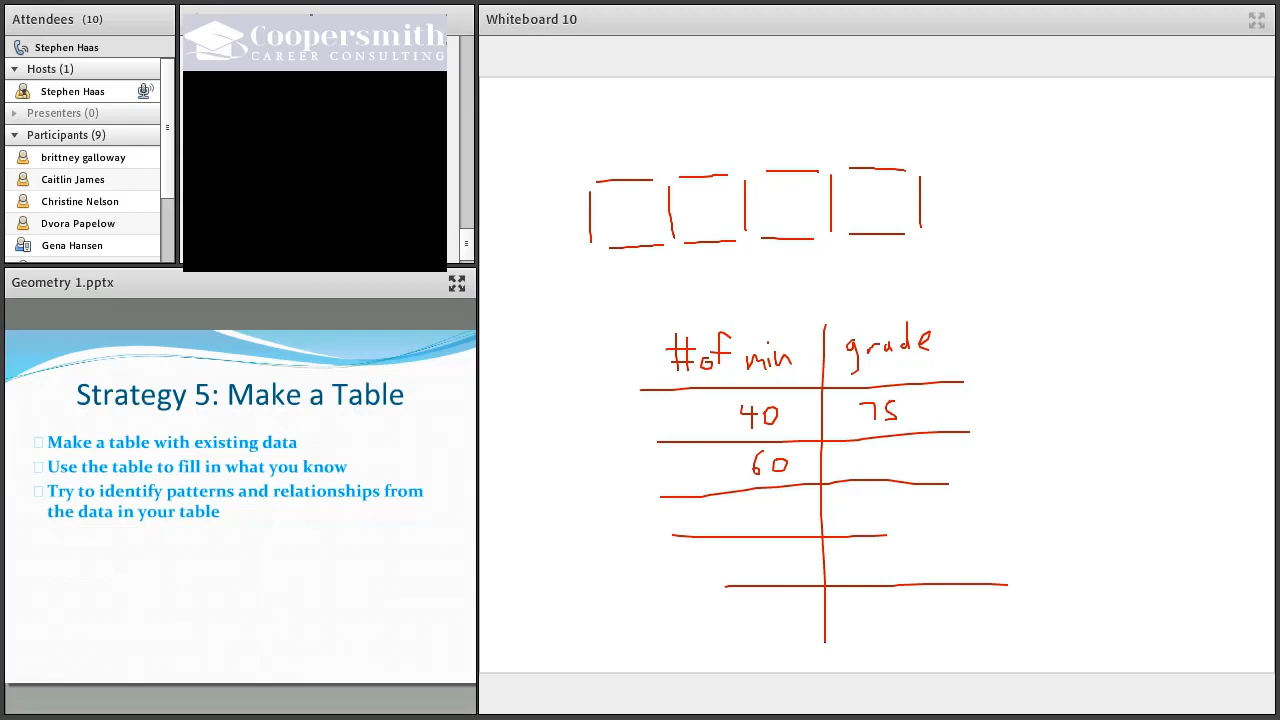 Attendees (10)
Stephen Haas
Hosts (1)
Stephen Haas
Presenters (0)
Participants (9)
brittney galloway
Caitlin James
Christine Nelson
Dvora Papelow
Gena Hansen
Coopersmith
CAREER CONSULTING
Geometry 1.pptx
Strategy 5: Make a Table
Make a table with existing data
Use the table to fill in what you know
Try to identify patterns and relationships from
the data in your table
Whiteboard 10
# of min grade
40 75
60